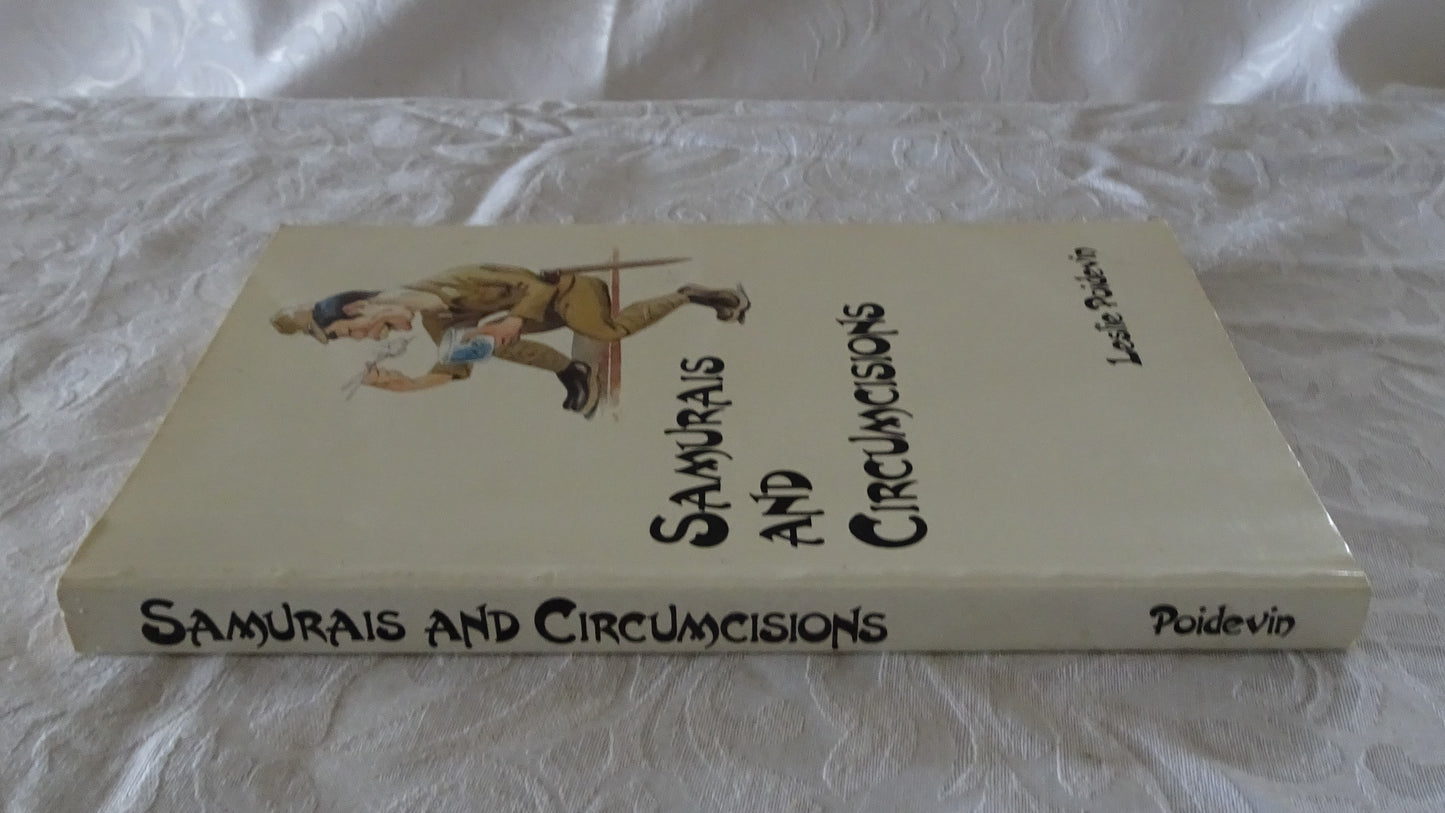 Samurais
and
Circumcisions
Leslie Poidevin
Samurais and Circumcisions
Poidevin